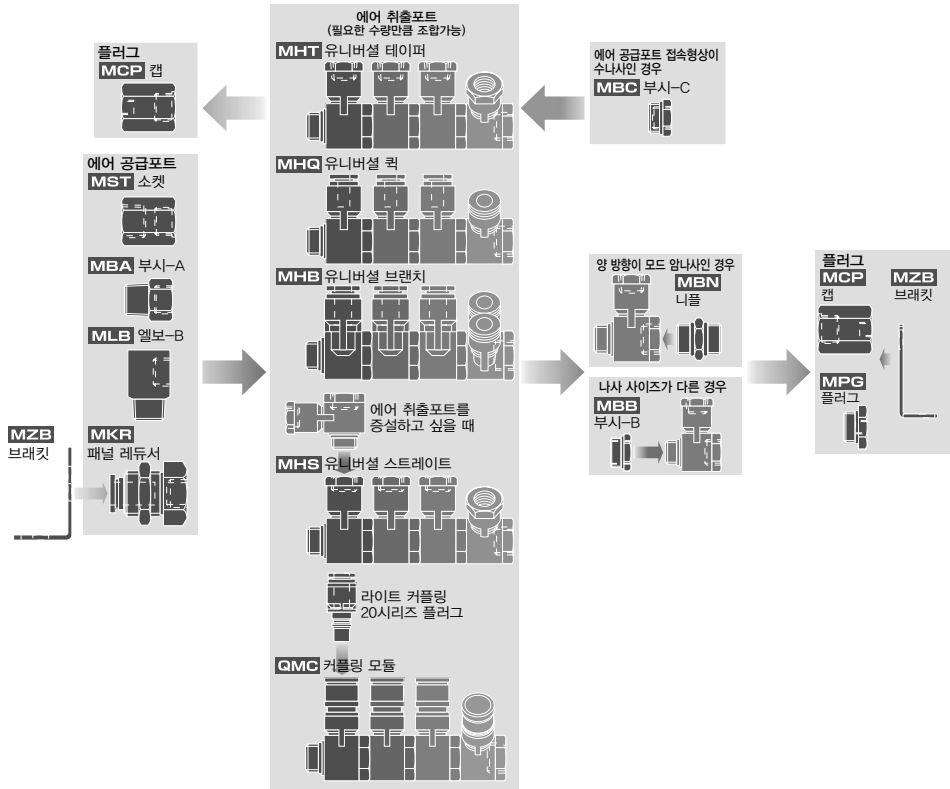 플러그
MCP 캡
에어 공급포트
MST 소켓
MBA 부시-A
MLB 엘보-B
MZB
브래킷
MKR
패널 레듀서
에어 취출포트
(필요한 수량만큼 조합가능)
MHT 유니버셜 테이퍼
MHQ 유니버셜 퀵
MHB 유니버셜 브랜치
에어 취출포트를
증설하고 싶을 때
MHS 유니버셜 스트레이트
라이트 커플링
20시리즈 플러그
QMC 커플링 모듈
에어 공급포트 접속형상이
수나사인 경우
MBC 부시-C
양 방향이 모드 암나사인 경우
MBN
니플
나사 사이즈가 다른 경우
MBB
부시-B
플러그
MCP
캡
MZB
브래킷
MPG
플러그